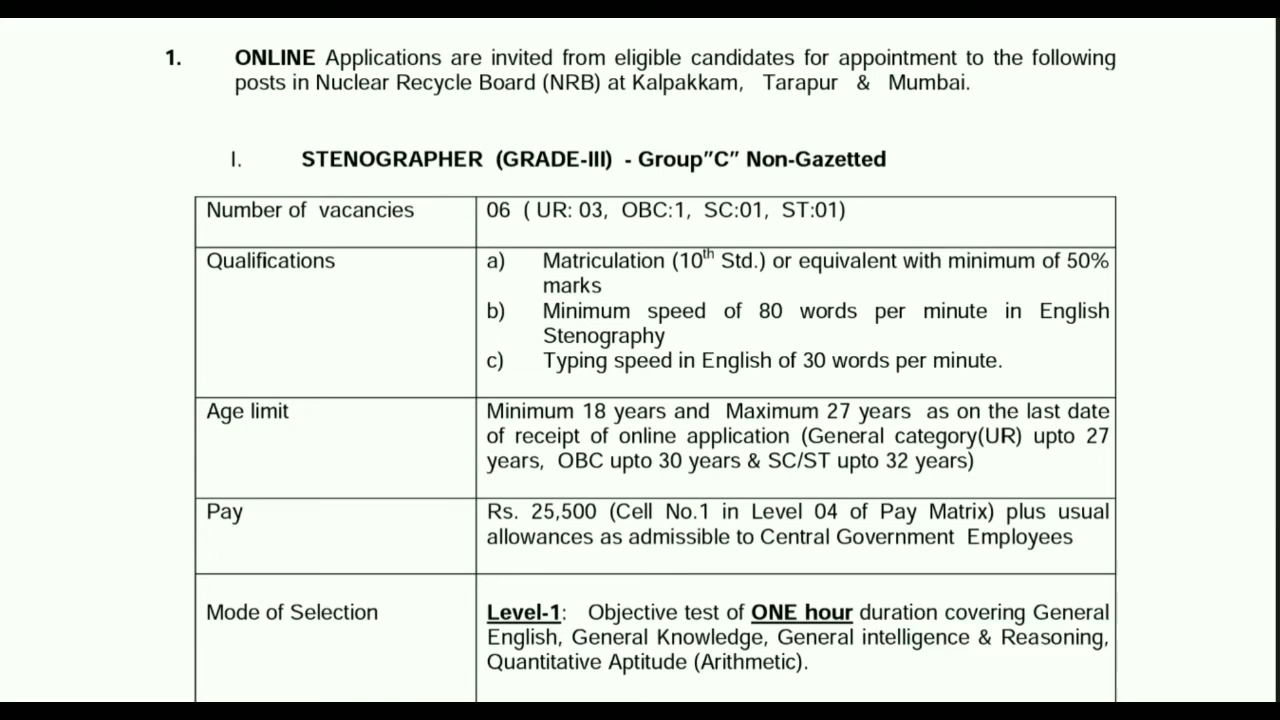 1. ONLINE Applications are invited from eligible candidates for appointment to the following
posts in Nuclear Recycle Board (NRB) at Kalpakkam, Tarapur & Mumbai.
I. STENOGRAPHER (GRADE-III) - Group"C" Non-Gazetted
Number of vacancies
06 ( UR: 03, OBC:1, SC:01, ST:01)
Qualifications
a) Matriculation (10th Std.) or equivalent with minimum of 50%
marks
b) Minimum speed of 80 words per minute in English
Stenography
c) Typing speed in English of 30 words per minute.
Age limit
Minimum 18 years and Maximum 27 years as on the last date
of receipt of online application (General category(UR) upto 27
years, OBC upto 30 years & SC/ST upto 32 years)
Pay
Rs. 25,500 (Cell No.1 in Level 04 of Pay Matrix) plus usual
allowances as admissible to Central Government Employees
Mode of Selection
Level-1: Objective test of ONE hour duration covering General
English, General Knowledge, General intelligence & Reasoning,
Quantitative Aptitude (Arithmetic).